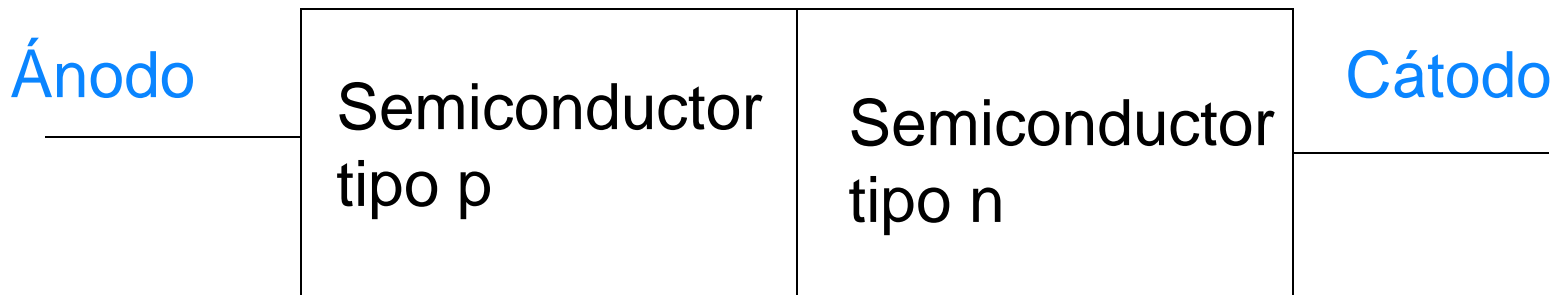 Ánodo
Semiconductor
tipo p
Semiconductor
tipo n
Cátodo